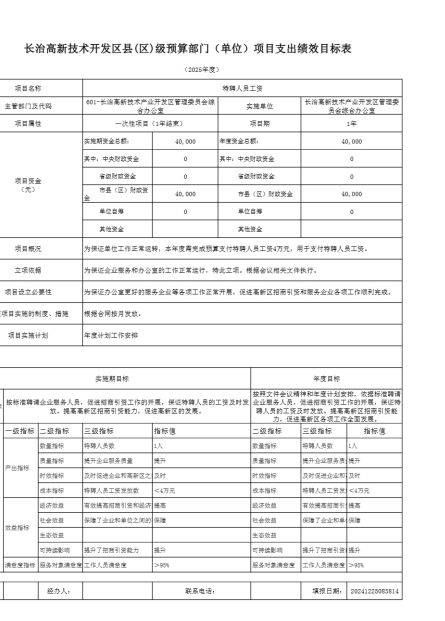 长治高新技术开发区县(区)级预算部门（单位）项目支出绩效目标表
（2025年度）
项目名称 特聘人员工资
主管部门及代码 601-长治高新技术产业开发区管理委员会综合办公室 实施单位 长治高新技术产业开发区管理委员会综合办公室
项目属性 一次性项目（1年结束） 项目期 1年
项目资金（元） 实施期资金总额： 40,000 年度资金总额： 40,000
其中：中央财政资金 0 其中：中央财政资金 0
省级财政资金 0 省级财政资金 0
市县（区）财政资金 40,000 市县（区）财政资金 40,000
单位自筹 0 单位自筹 0
其他资金 其他资金
项目概况 为保证单位工作正常运转，本年度需完成预算支付特聘人员工资4万元，用于支付特聘人员工资。
立项依据 为保证企业服务和办公室的工作正常运行，特此立项。根据会议相关文件执行。
项目设立必要性 为保证办公室更好的服务企业等各项工作正常开展，促进高新区招商引资和服务企业各项工作顺利完成。
项目实施的制度、措施 根据合同按月发放。
项目实施计划 年度计划工作安排
实施期目标 年度目标
按标准聘请企业服务人员，促进招商引资工作的开展，保证特聘人员的工资及时发放。提高高新区招商引资能力，促进高新区的发展。
按照文件会议精神和年度计划安排，依据标准聘请企业服务人员，促进招商引资工作的开展，保证特聘人员的工资及时发放。提高高新区招商引资能力，促进高新区各项工作全面发展。
一级指标 二级指标 三级指标 指标值 二级指标 三级指标 指标值
产出指标 数量指标 特聘人员数 1人 数量指标 特聘人员数 1人
质量指标 提升企业服务质量 提升 质量指标 提升企业服务质 提升
时效指标 及时促进企业和高新区之 及时 时效指标 及时促进企业和 及时
成本指标 特聘人员工资发放数 <4万元 成本指标 特聘人员工资发 <4万元
效益指标 经济效益 有效提高招商引资和经济 提高 经济效益 有效提高招商引 提高
社会效益 保障了企业和单位之间的 保障 社会效益 保障了企业和单 保障
生态效益 生态效益
可持续影响 提升了招商引资能力 提升 可持续影响 提升了招商引资 提升
满意度指标 服务对象满意度 工作人员满意度 >98% 服务对象满意度 工作人员满意度 >98%
经办人： 联系电话： 填报日期： 20241225083814